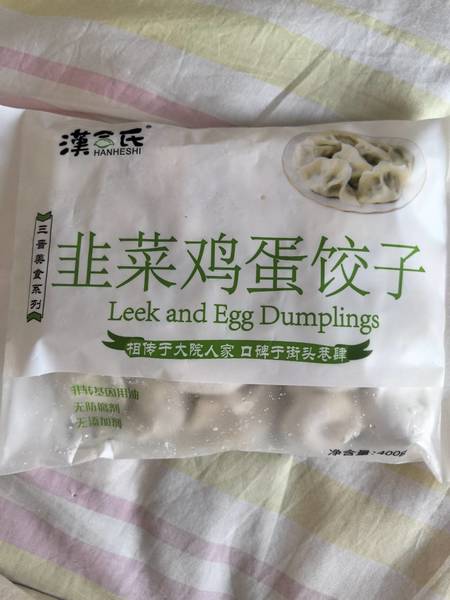 漢合氏®
HANHESHI
三晋美食系列
韭菜鸡蛋饺子
Leek and Egg Dumplings
相传于大院人家 口碑于街头巷肆
非转基因用油
无防腐剂
无添加剂
净含量:400g